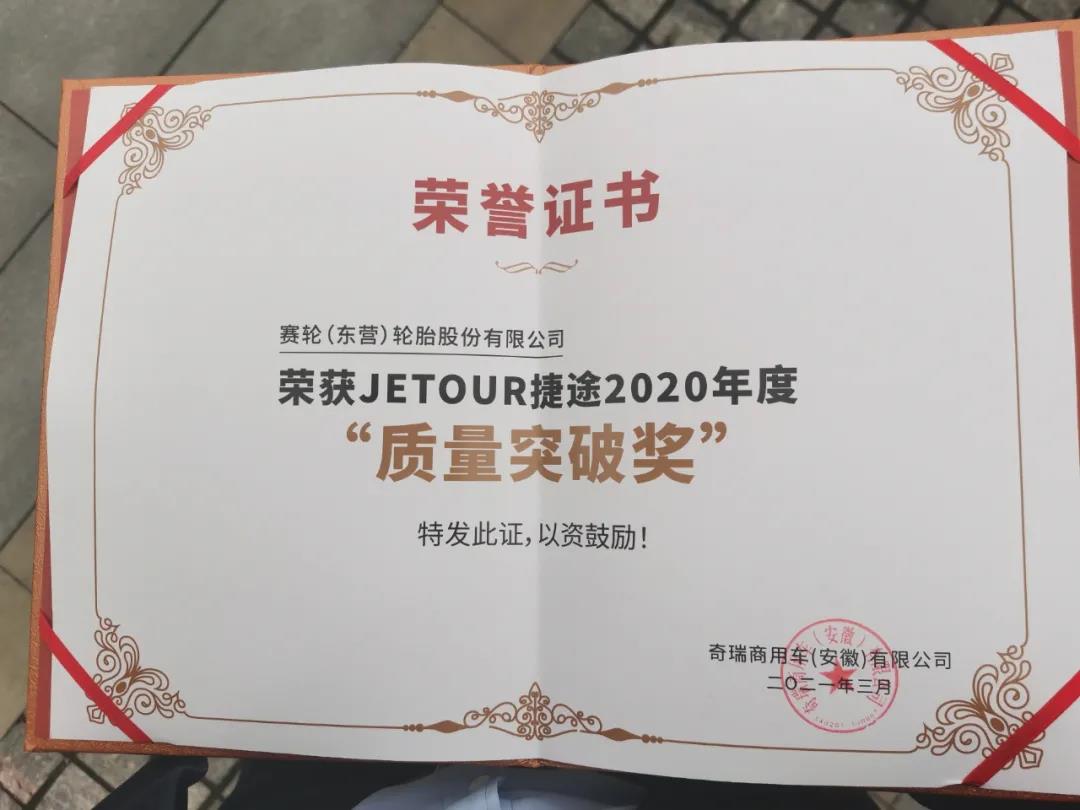 荣誉证书
赛轮(东营)轮胎股份有限公司
荣获JETOUR捷途2020年度
“质量突破奖”
特发此证,以资鼓励!
奇瑞商用车(安徽)有限公司
二〇二一年三月